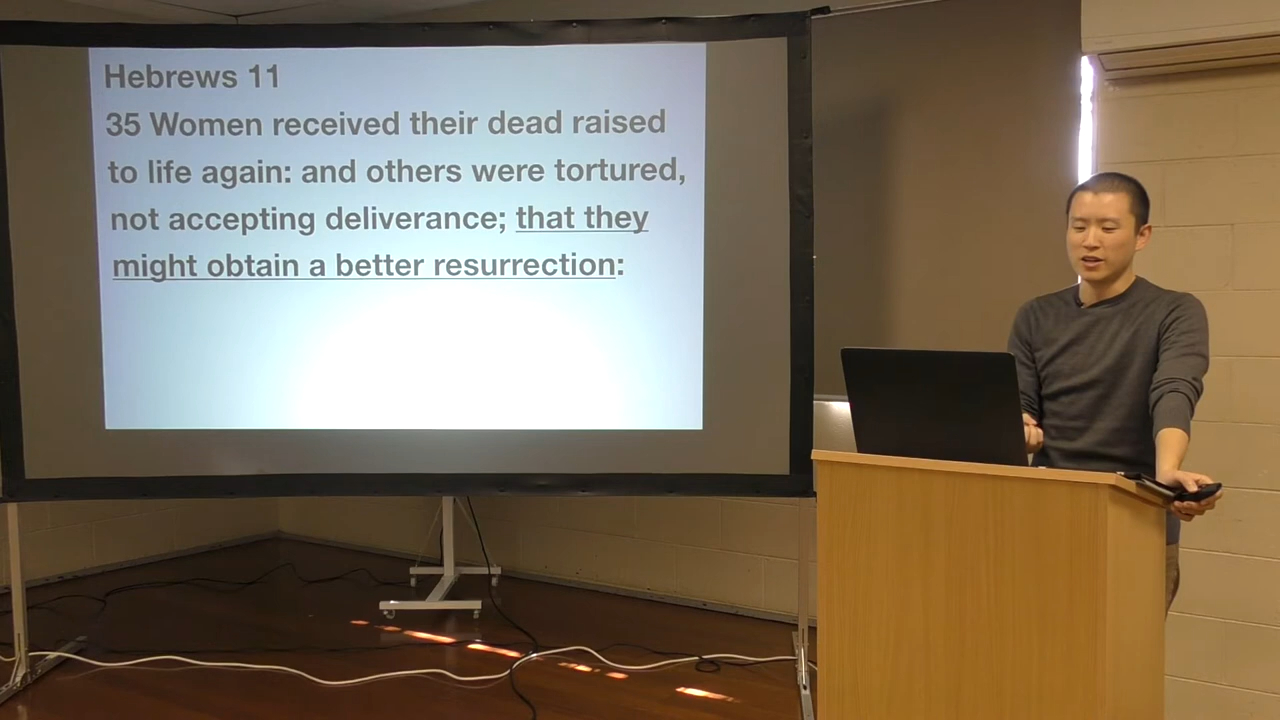 Hebrews 11
35 Women received their dead raised
to life again: and others were tortured,
not accepting deliverance; that they
might obtain a better resurrection: